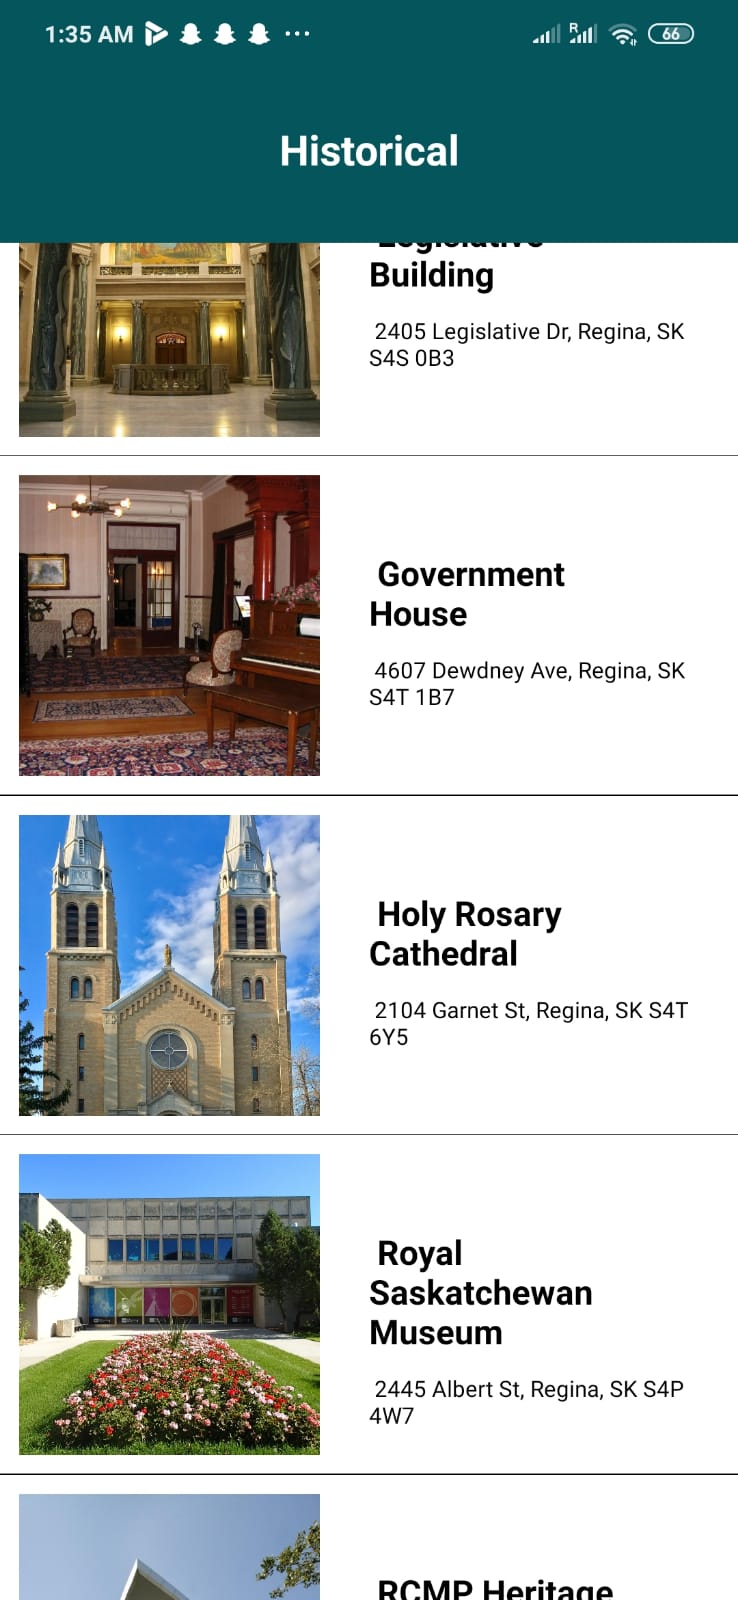 1:35 AM
R
66
Historical
Legislative
Building
2405 Legislative Dr, Regina, SK
S4S 0B3
Government
House
4607 Dewdney Ave, Regina, SK
S4T 1B7
Holy Rosary
Cathedral
2104 Garnet St, Regina, SK S4T
6Y5
Royal
Saskatchewan
Museum
2445 Albert St, Regina, SK S4P
4W7
RCMP Heritage